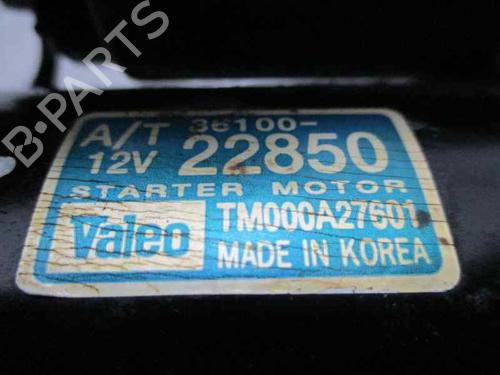 A/T 36100-
12V 22850
STARTER MOTOR
Valeo TM000A27601
MADE IN KOREA
B-PARTS